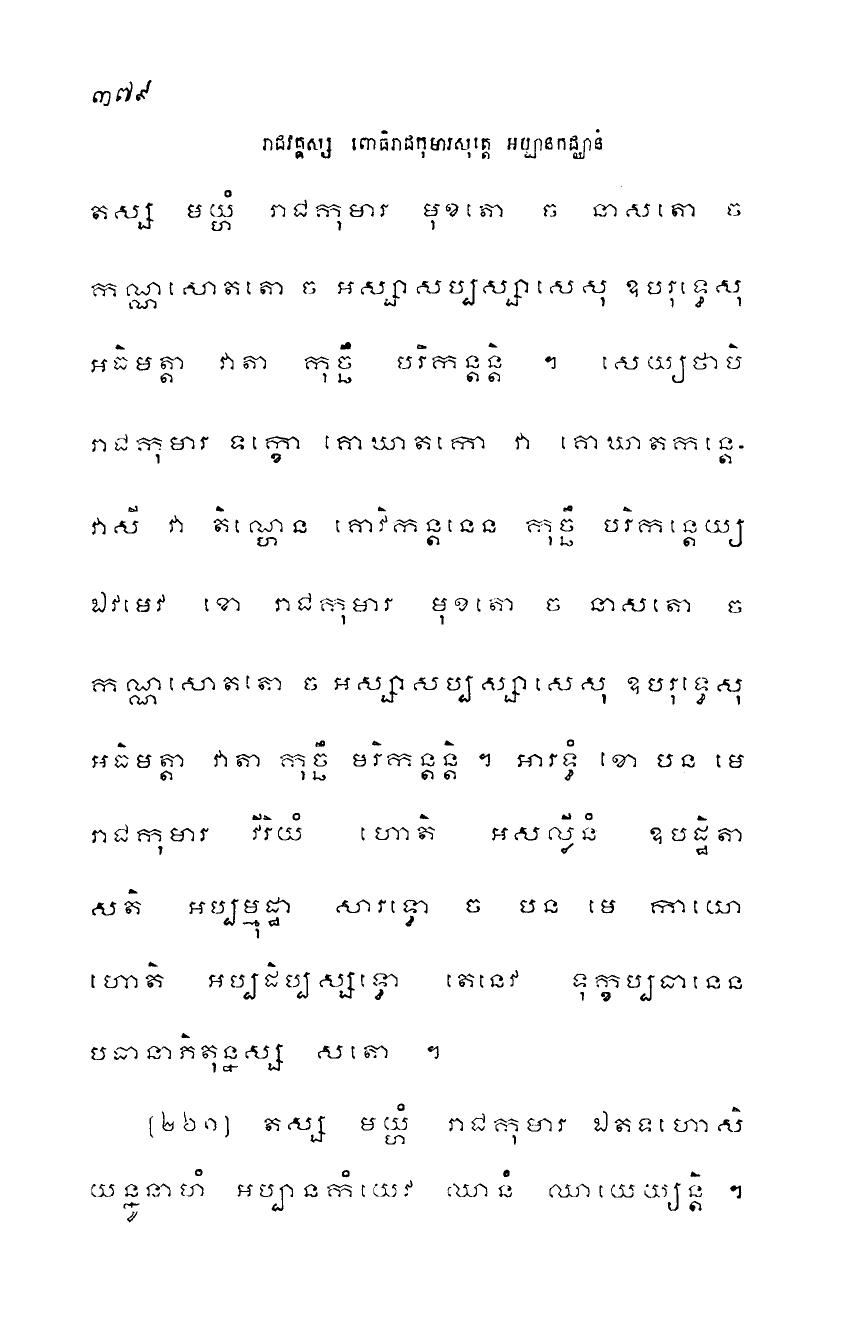 ៣៧៩
រាជវគ្គស្ស ពោធិរាជកុមារសុត្តេ អប្បានកជ្ឈានំ
តស្ស មយ្ហំ រាជកុមារ មុខតោ ច នាសតោ ច
កណ្ណសោតតោ ច អស្សាសប្បស្សាសេសុ ឧបរុទ្ធេសុ
អធិមត្តា វាតា កុច្ឆឹ បរិកន្តន្តិ ។ សេយ្យថាបិ
រាជកុមារ ទក្ខោ គោឃាតកោ វា គោឃាតកន្តេ-
វាសី វា តិណ្ហេន គោវិកន្តនេន កុច្ឆឹ បរិកន្តេយ្យ
ឯវមេវ ខោ រាជកុមារ មុខតោ ច នាសតោ ច
កណ្ណសោតតោ ច អស្សាសប្បស្សាសេសុ ឧបរុទ្ធេសុ
អធិមត្តា វាតា កុច្ឆឹ មរិកន្តន្តិ ។ អារទ្ធំ ខោ បន មេ
រាជកុមារ វីរិយំ ហោតិ អសល្លីនំ ឧបដ្ឋិតា
សតិ អប្បម្មុដ្ឋា សារទ្ធោ ច បន មេ កាយោ
ហោតិ អប្បដិប្បស្សទ្ធោ តេនេវ ទុក្ខប្បធានេន
បធានាភិតុន្នស្ស សតោ ។
[២៦៣] តស្ស មយ្ហំ រាជកុមារ ឯតទហោសិ
យន្នូនាហំ អប្បានកំយេវ ឈានំ ឈាយេយ្យន្តិ ។